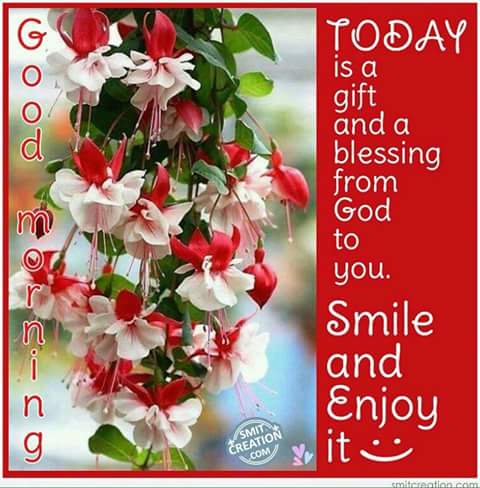 Good morning
TODAY
is a
gift
and a
blessing
from
God
to
you.
Smile
and
Enjoy
it
SMIT
CREATION
.COM
smitcreation.com